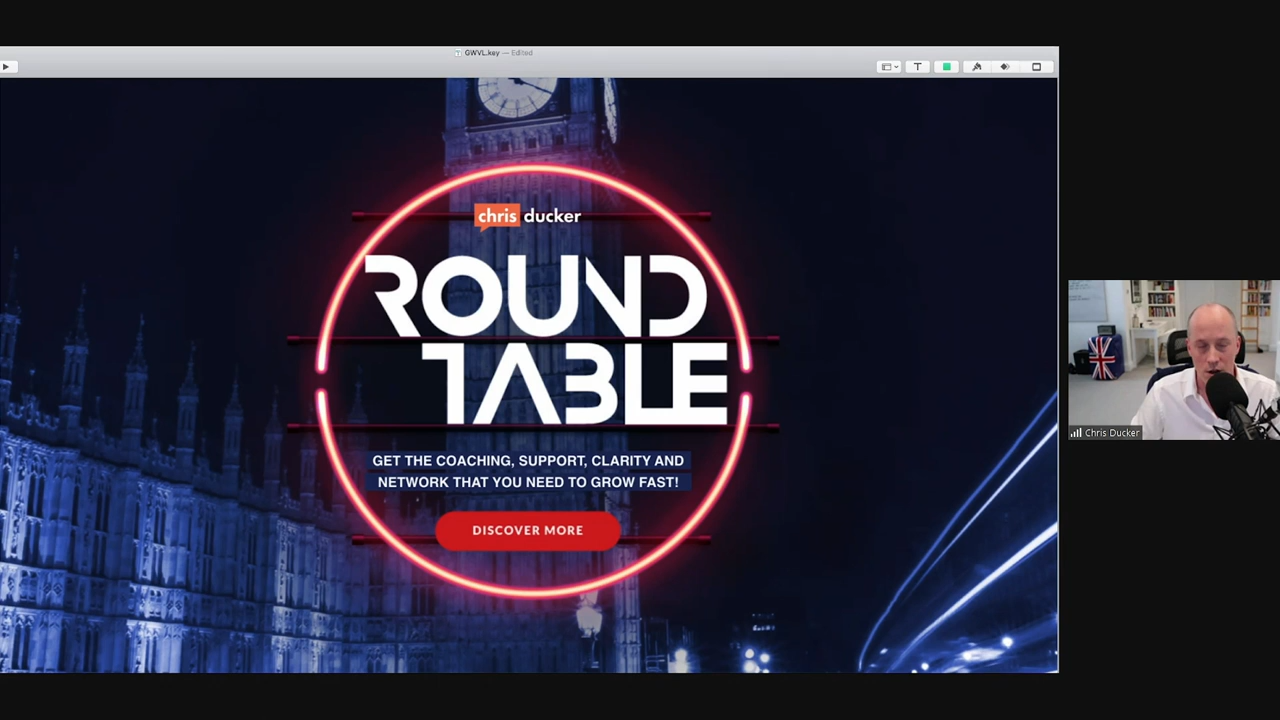 GWVL.key — Edited
chris ducker
ROUND
TABLE
GET THE COACHING, SUPPORT, CLARITY AND
NETWORK THAT YOU NEED TO GROW FAST!
DISCOVER MORE
Chris Ducker